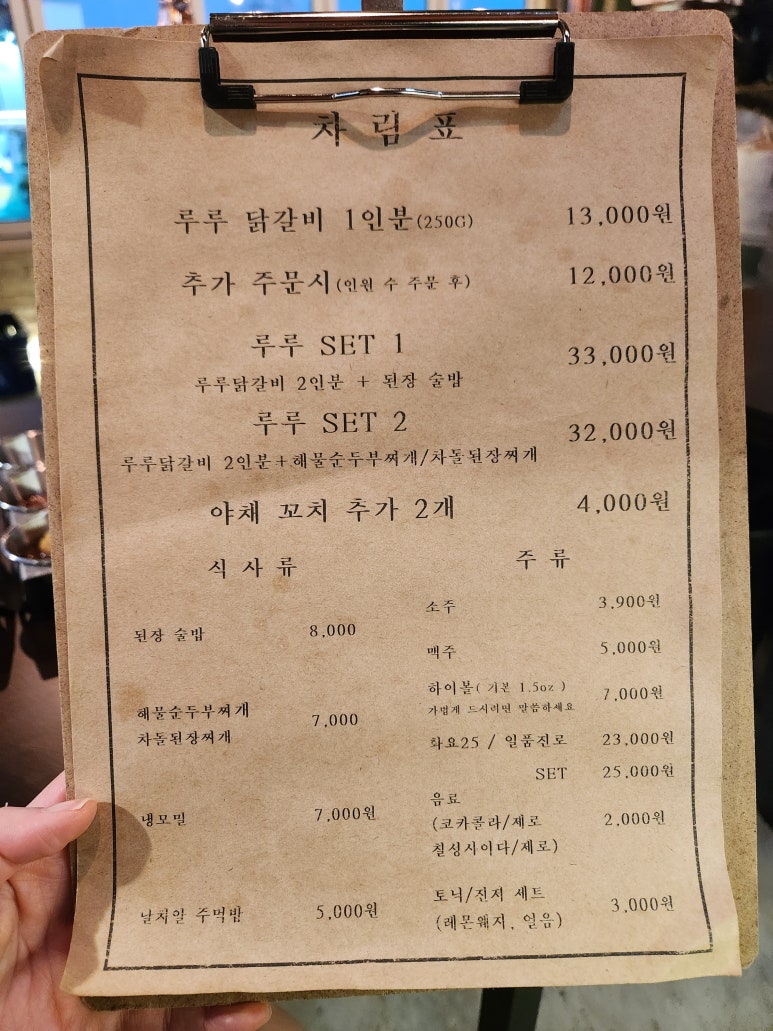 차 림 표
루루 닭갈비 1인분(250G) 13,000원
추가 주문시(인원 수 주문 후) 12,000원
루루 SET 1 33,000원
루루닭갈비 2인분 + 된장 술밥
루루 SET 2 32,000원
루루닭갈비 2인분+해물순두부찌개/차돌된장찌개
야채 꼬치 추가 2개 4,000원
식 사 류
된장 술밥 8,000
해물순두부찌개
차돌된장찌개 7,000
냉모밀 7,000원
날치알 주먹밥 5,000원
주 류
소주 3,900원
맥주 5,000원
하이볼( 기본 1.5oz ) 7,000원
가볍게 드시려면 말씀하세요
화요25 / 일품진로 23,000원
SET 25,000원
음료
(코카콜라/제로 2,000원
칠성사이다/제로)
토닉/진저 세트 3,000원
(레몬웨지, 얼음)